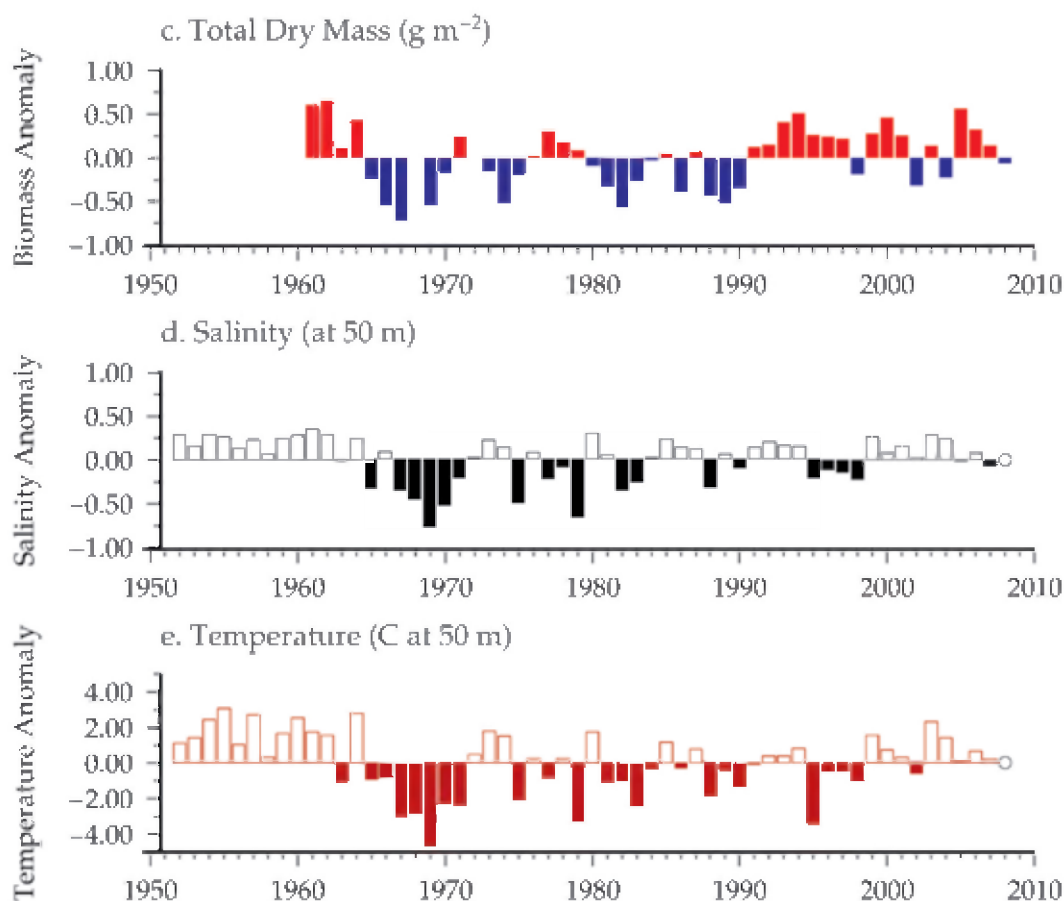 c. Total Dry Mass (g m⁻²)
Biomass Anomaly
1.00
0.50
0.00
−0.50
−1.00
1950 1960 1970 1980 1990 2000 2010
d. Salinity (at 50 m)
Salinity Anomaly
1.00
0.50
0.00
−0.50
−1.00
1950 1960 1970 1980 1990 2000 2010
e. Temperature (C at 50 m)
Temperature Anomaly
4.00
2.00
0.00
−2.00
−4.00
1950 1960 1970 1980 1990 2000 2010